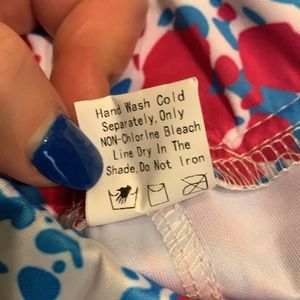 Hand Wash Cold
Separately,Only
NON-Chlorine Bleach
Line Dry In The
Shade,Do Not Iron